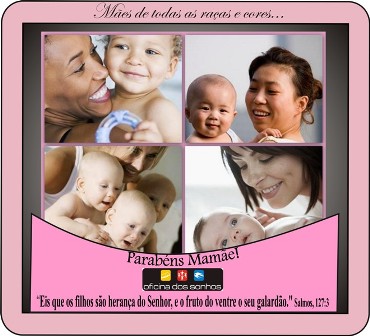 Mães de todas as raças e cores...
Parabéns Mamãe!
oficina dos sonhos
"Eis que os filhos são herança do Senhor, e o fruto do ventre o seu galardão." Salmos, 127:3